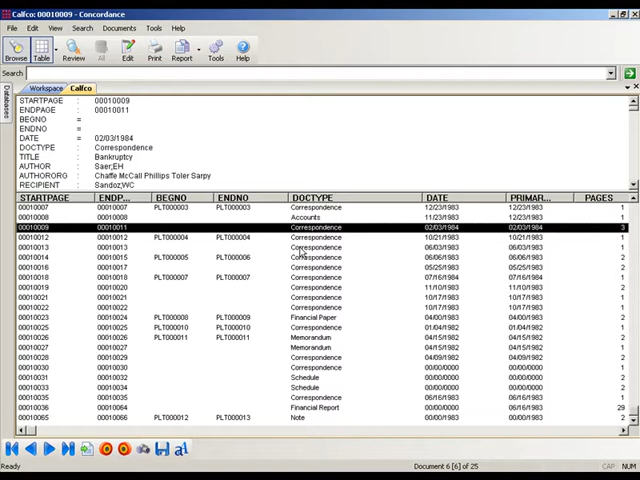 Calfco: 00010009 - Concordance
File Edit View Search Documents Tools Help
Browse Table Review All Edit Print Report Tools Help
Search
Databases
Workspace Calfco
STARTPAGE : 00010009
ENDPAGE : 00010011
BEGNO =
ENDNO =
DATE = 02/03/1984
DOCTYPE : Correspondence
TITLE : Bankruptcy
AUTHOR : Saer,EH
AUTHORORG : Chaffe McCall Phillips Toler Sarpy
RECIPIENT : Sandoz,WC
STARTPAGE ENDP... BEGNO ENDNO DOCTYPE DATE PRIMAR... PAGES
00010007 00010007 PLT000003 PLT000003 Correspondence 12/23/1983 12/23/1983 1
00010008 00010008 Accounts 11/23/1983 11/23/1983 1
00010009 00010011 Correspondence 02/03/1984 02/03/1984 3
00010012 00010012 PLT000004 PLT000004 Correspondence 10/21/1983 10/21/1983 1
00010013 00010013 Correspondence 06/03/1983 06/03/1983 1
00010014 00010015 PLT000005 PLT000006 Correspondence 06/06/1983 06/06/1983 2
00010016 00010017 Correspondence 05/25/1983 05/25/1983 2
00010018 00010018 PLT000007 PLT000007 Correspondence 07/16/1984 07/16/1984 1
00010019 00010020 Correspondence 11/10/1983 11/10/1983 2
00010021 00010021 Correspondence 10/17/1983 10/17/1983 1
00010022 00010022 Correspondence 10/17/1983 10/17/1983 1
00010023 00010024 PLT000008 PLT000009 Financial Paper 04/00/1983 04/00/1983 2
00010025 00010025 PLT000010 PLT000010 Correspondence 01/04/1982 01/04/1982 1
00010026 00010026 PLT000011 PLT000011 Memorandum 04/15/1982 04/15/1982 2
00010027 00010027 Memorandum 04/15/1982 04/15/1982 1
00010028 00010029 Correspondence 04/09/1982 04/09/1982 2
00010030 00010030 Correspondence 00/00/0000 00/00/0000 1
00010031 00010032 Schedule 00/00/0000 00/00/0000 2
00010033 00010034 Schedule 00/00/0000 00/00/0000 2
00010035 00010035 Correspondence 06/16/1983 06/16/1983 1
00010036 00010064 Financial Report 00/00/0000 06/16/1983 29
00010065 00010066 PLT000012 PLT000013 Note 00/00/0000 06/16/1983 2
Ready Document 6 [6] of 25 CAP NUM